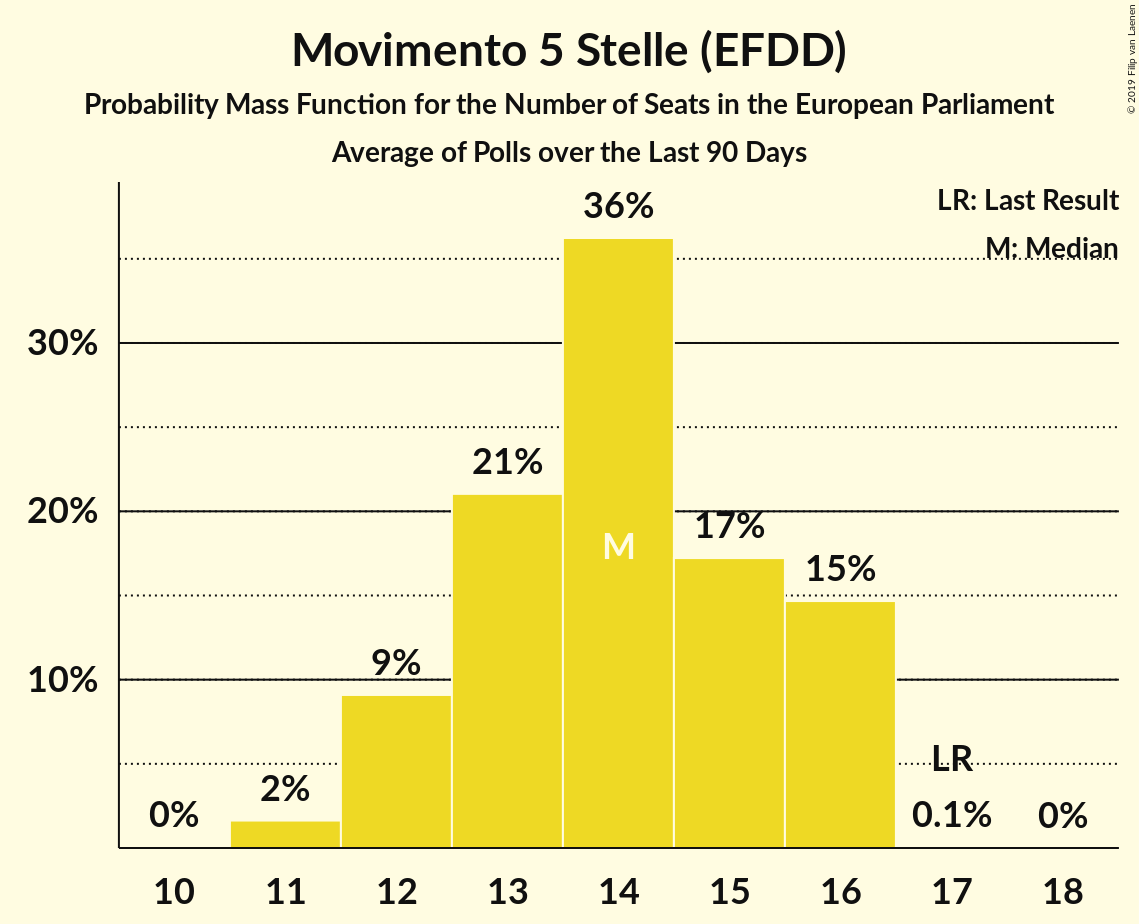 Movimento 5 Stelle (EFDD)
Probability Mass Function for the Number of Seats in the European Parliament
Average of Polls over the Last 90 Days
© 2019 Filip van Laenen
LR: Last Result
M: Median
36%
30%
21%
20%
17%
M
15%
9%
10%
LR
2%
0%
0.1%
0%
10 11 12 13 14 15 16 17 18